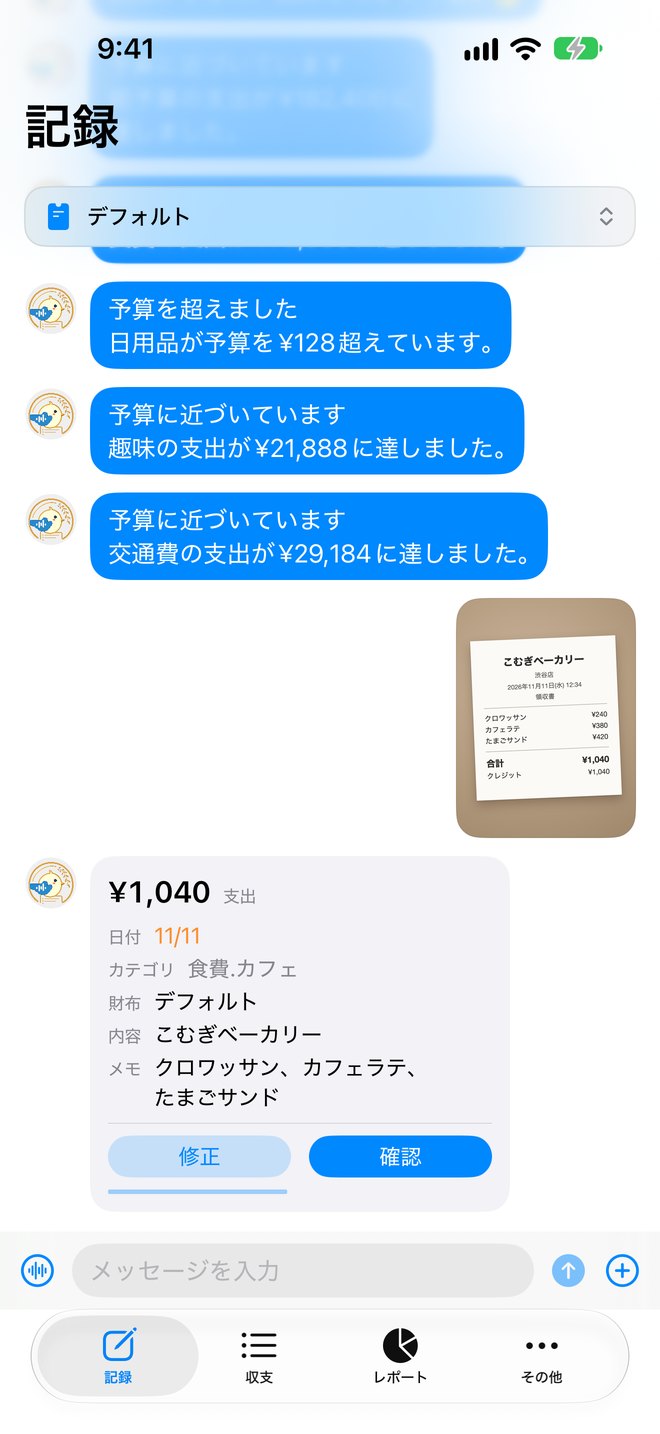 9:41
記録
デフォルト
予算を超えました
日用品が予算を¥128超えています。
予算に近づいています
趣味の支出が¥21,888に達しました。
予算に近づいています
交通費の支出が¥29,184に達しました。
こむぎベーカリー
渋谷店
2026年11月11日(水) 12:34
領収書
クロワッサン ¥240
カフェラテ ¥380
たまごサンド ¥420
合計 ¥1,040
クレジット ¥1,040
¥1,040 支出
日付 11/11
カテゴリ 食費.カフェ
財布 デフォルト
内容 こむぎベーカリー
メモ クロワッサン、カフェラテ、
たまごサンド
修正 確認
メッセージを入力
記録 収支 レポート その他